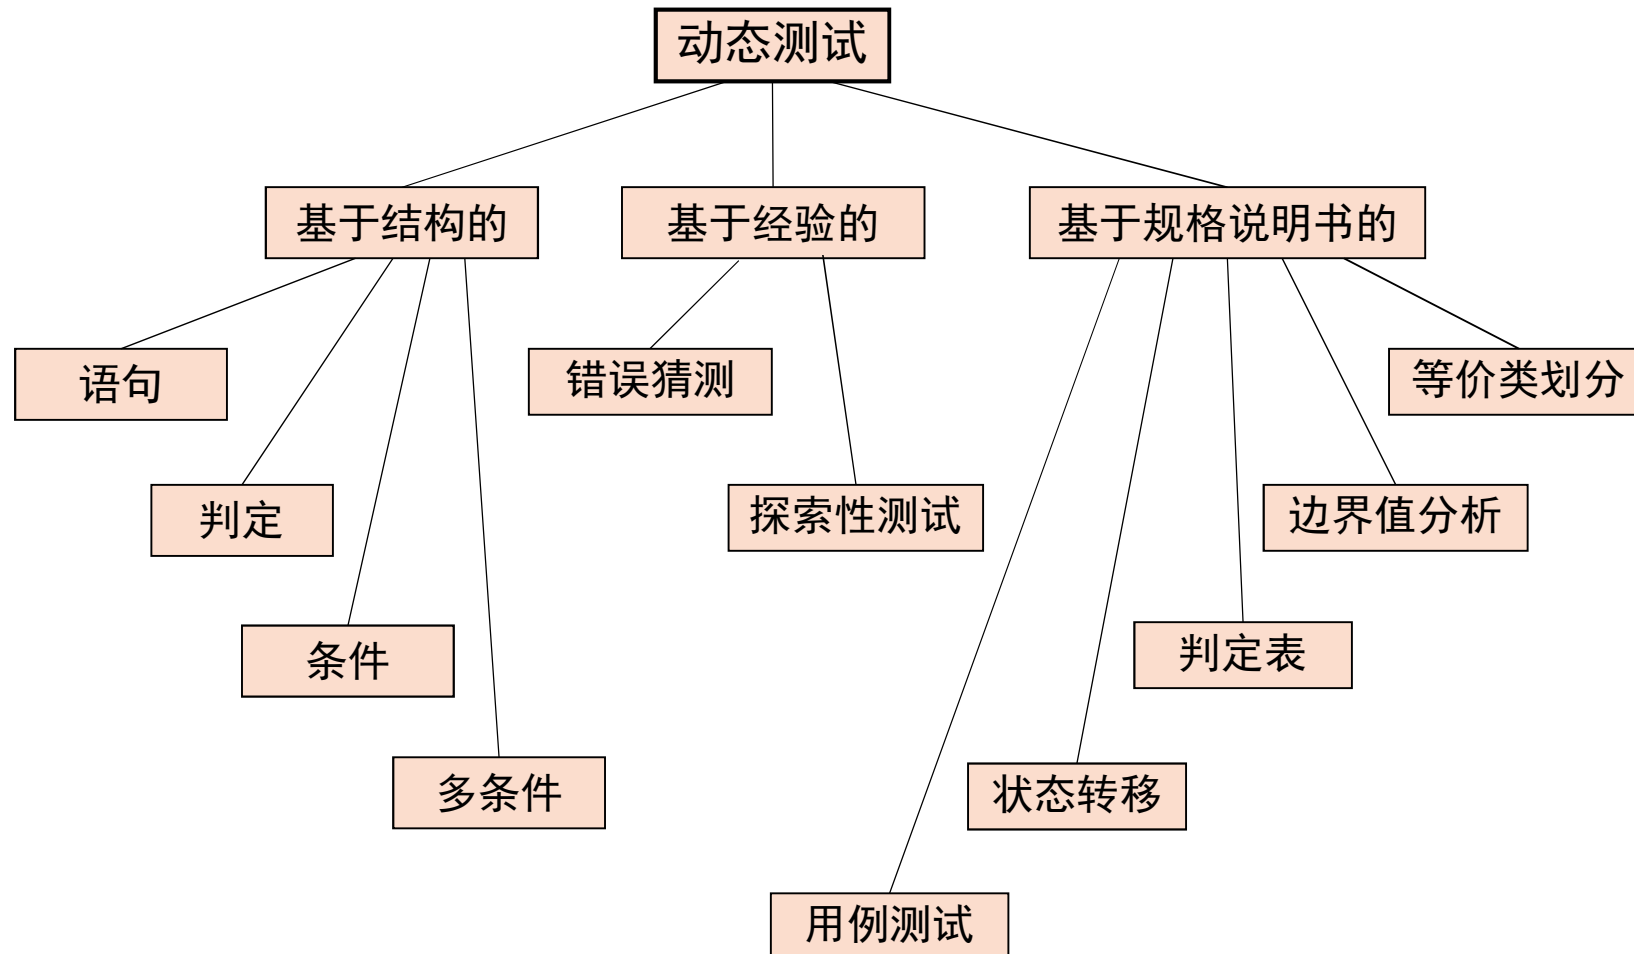 动态测试
基于结构的
基于经验的
基于规格说明书的
语句
错误猜测
等价类划分
判定
探索性测试
边界值分析
条件
判定表
多条件
状态转移
用例测试